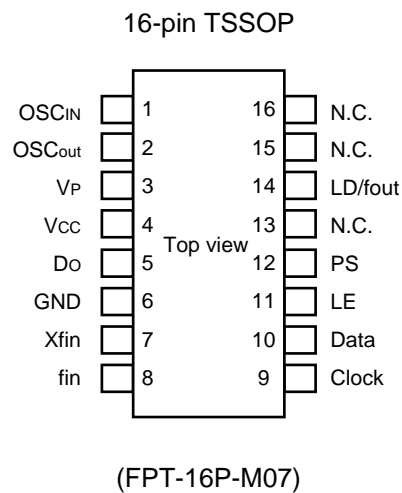 16-pin TSSOP
OSCIN 1 16 N.C.
OSCout 2 15 N.C.
VP 3 14 LD/fout
VCC 4 13 N.C.
Top view
DO 5 12 PS
GND 6 11 LE
Xfin 7 10 Data
fin 8 9 Clock
(FPT-16P-M07)